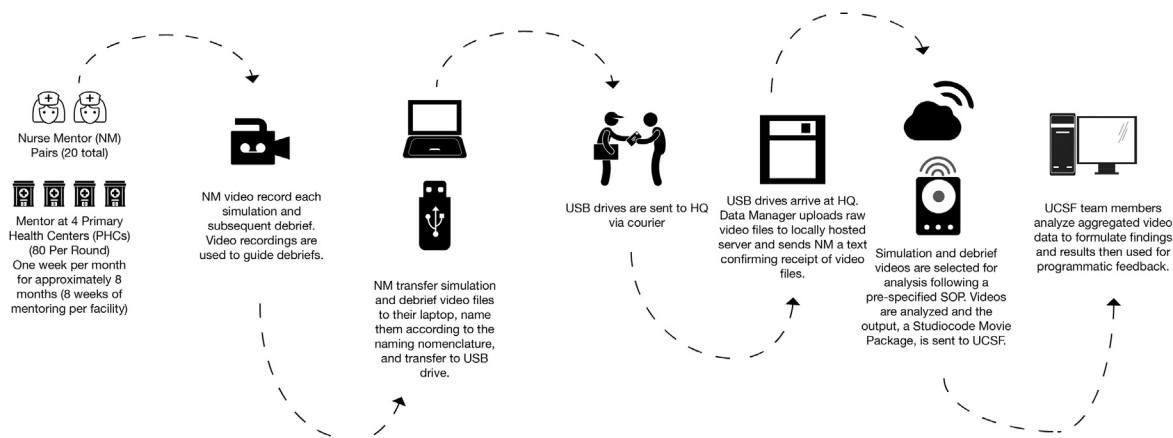 Nurse Mentor (NM)
Pairs (20 total)
Mentor at 4 Primary
Health Centers (PHCs)
(80 Per Round)
One week per month
for approximately 8
months (8 weeks of
mentoring per facility)
NM video record each
simulation and
subsequent debrief.
Video recordings are
used to guide debriefs.
NM transfer simulation
and debrief video files
to their laptop, name
them according to the
naming nomenclature,
and transfer to USB
drive.
USB drives are sent to HQ
via courier
USB drives arrive at HQ.
Data Manager uploads raw
video files to locally hosted
server and sends NM a text
confirming receipt of video
files.
Simulation and debrief
videos are selected for
analysis following a
pre-specified SOP. Videos
are analyzed and the
output, a Studiocode Movie
Package, is sent to UCSF.
UCSF team members
analyze aggregated video
data to formulate findings
and results then used for
programmatic feedback.